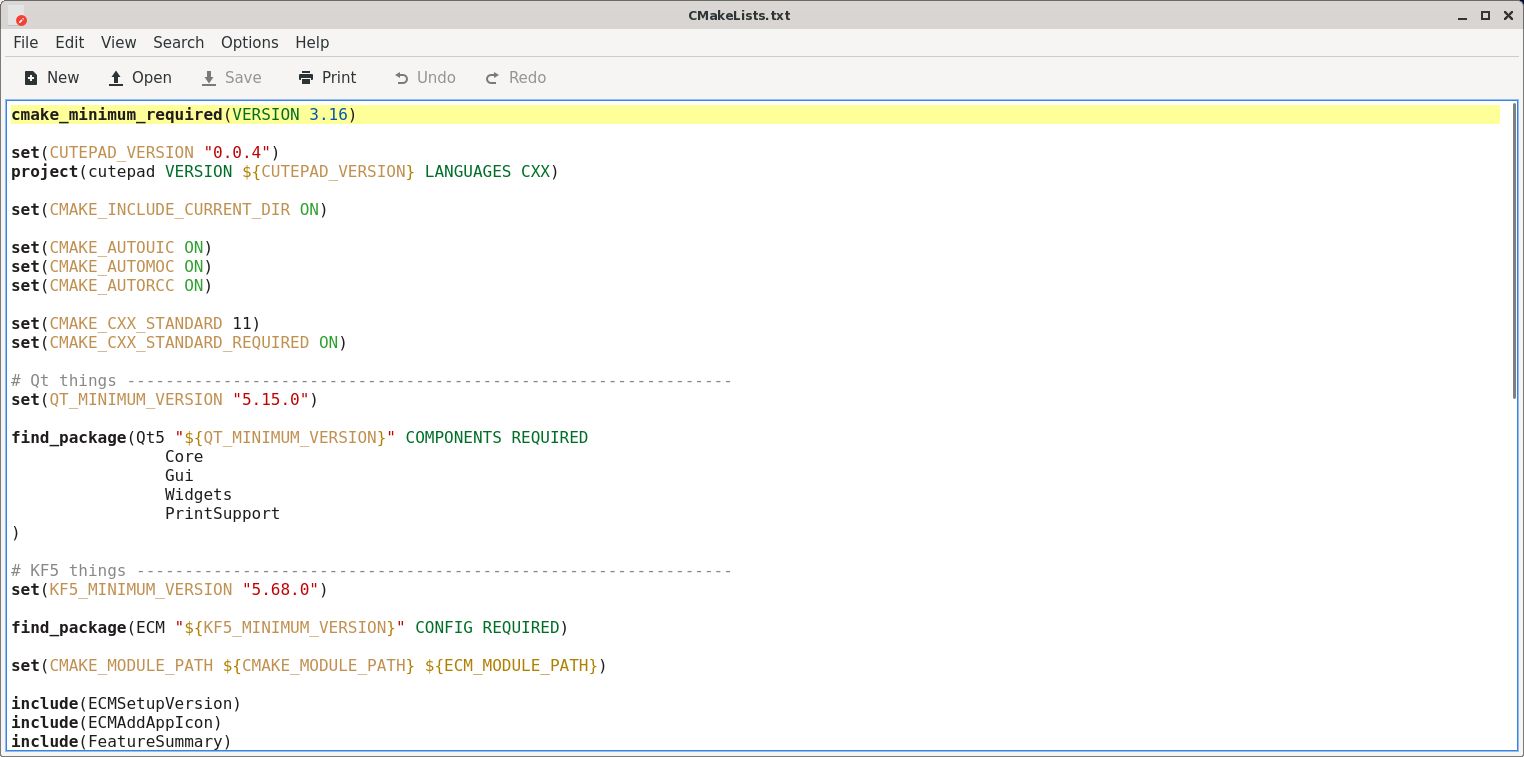 CMakeLists.txt
File Edit View Search Options Help
New Open Save Print Undo Redo
cmake_minimum_required(VERSION 3.16)
set(CUTEPAD_VERSION "0.0.4")
project(cutepad VERSION ${CUTEPAD_VERSION} LANGUAGES CXX)
set(CMAKE_INCLUDE_CURRENT_DIR ON)
set(CMAKE_AUTOUIC ON)
set(CMAKE_AUTOMOC ON)
set(CMAKE_AUTORCC ON)
set(CMAKE_CXX_STANDARD 11)
set(CMAKE_CXX_STANDARD_REQUIRED ON)
# Qt things ---------------------------------------------------------------
set(QT_MINIMUM_VERSION "5.15.0")
find_package(Qt5 "${QT_MINIMUM_VERSION}" COMPONENTS REQUIRED
                Core
                Gui
                Widgets
                PrintSupport
)
# KF5 things --------------------------------------------------------------
set(KF5_MINIMUM_VERSION "5.68.0")
find_package(ECM "${KF5_MINIMUM_VERSION}" CONFIG REQUIRED)
set(CMAKE_MODULE_PATH ${CMAKE_MODULE_PATH} ${ECM_MODULE_PATH})
include(ECMSetupVersion)
include(ECMAddAppIcon)
include(FeatureSummary)